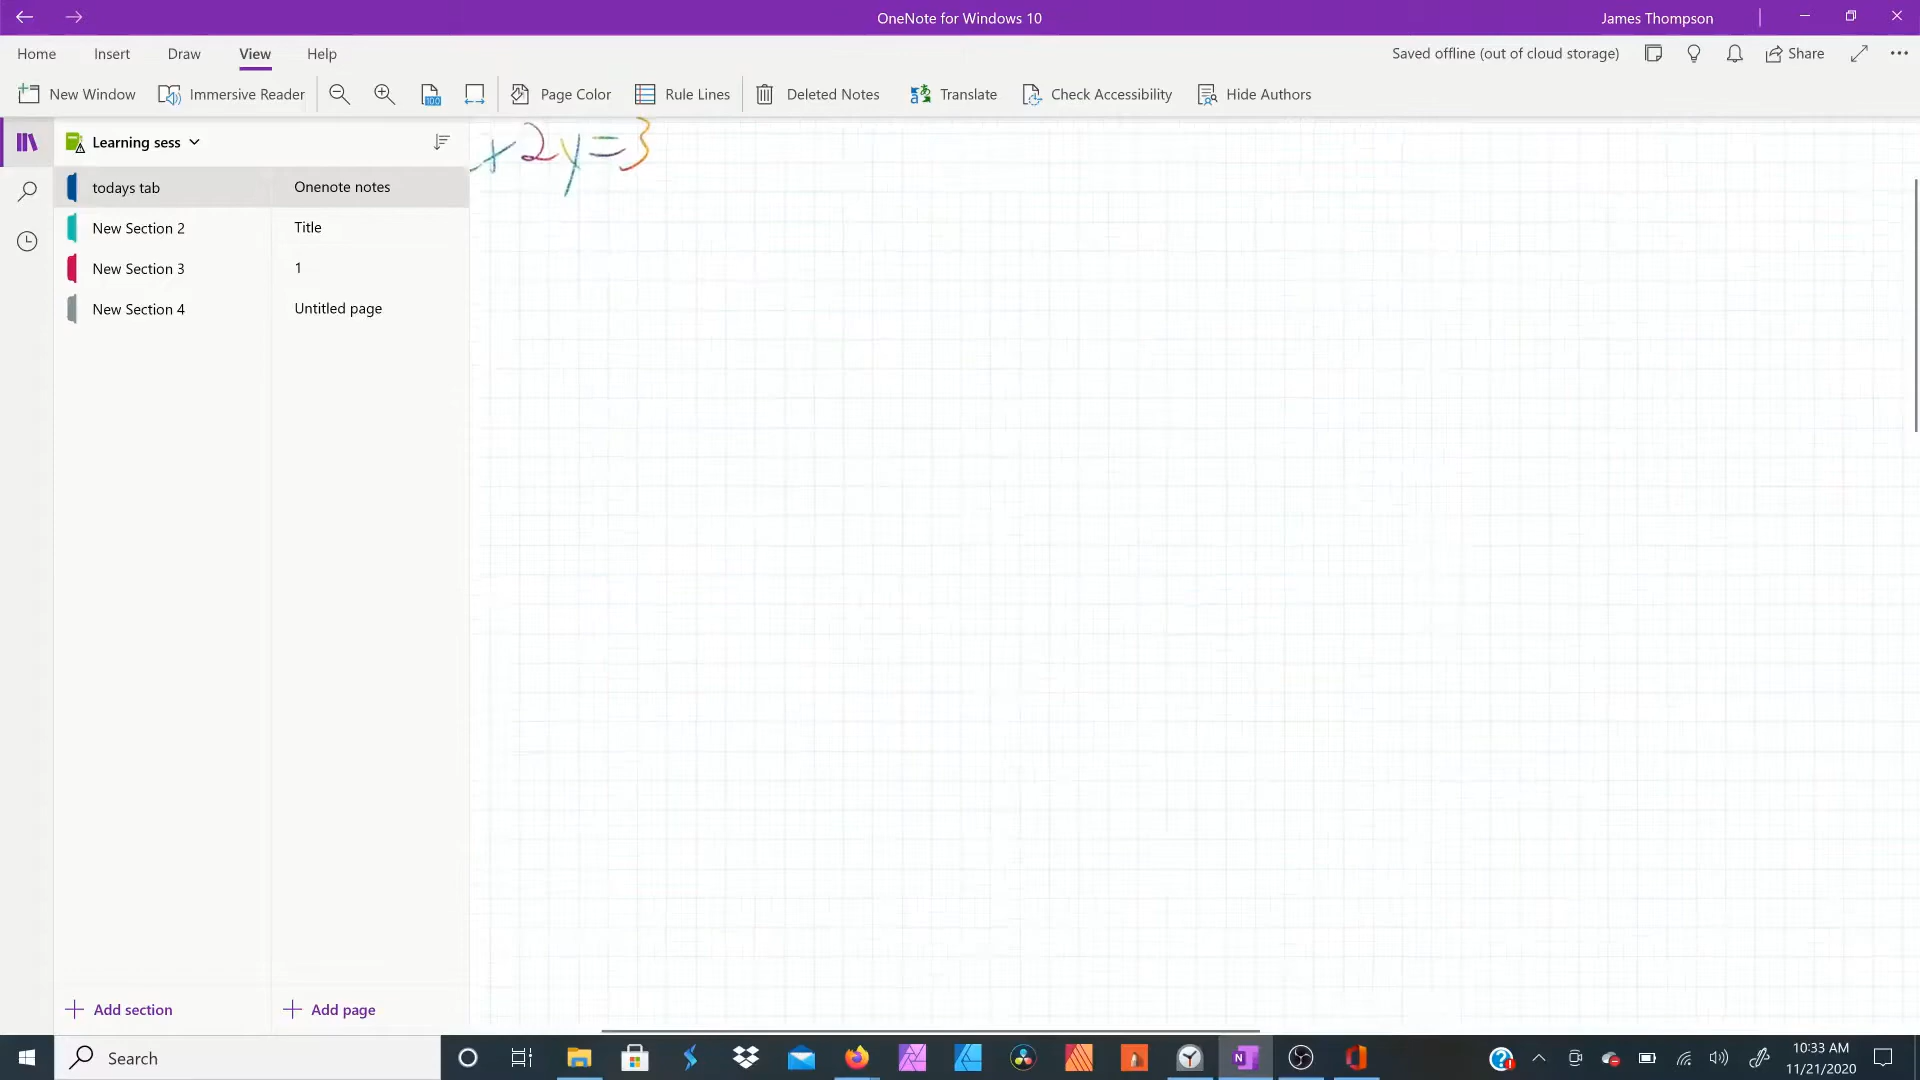 OneNote for Windows 10
James Thompson
Home Insert Draw View Help
Saved offline (out of cloud storage)
Share
New Window Immersive Reader 100 Page Color Rule Lines Deleted Notes Translate Check Accessibility Hide Authors
Learning sess
x2y=3
todays tab
Onenote notes
New Section 2
Title
New Section 3
1
New Section 4
Untitled page
Add section
Add page
Search
10:33 AM
11/21/2020